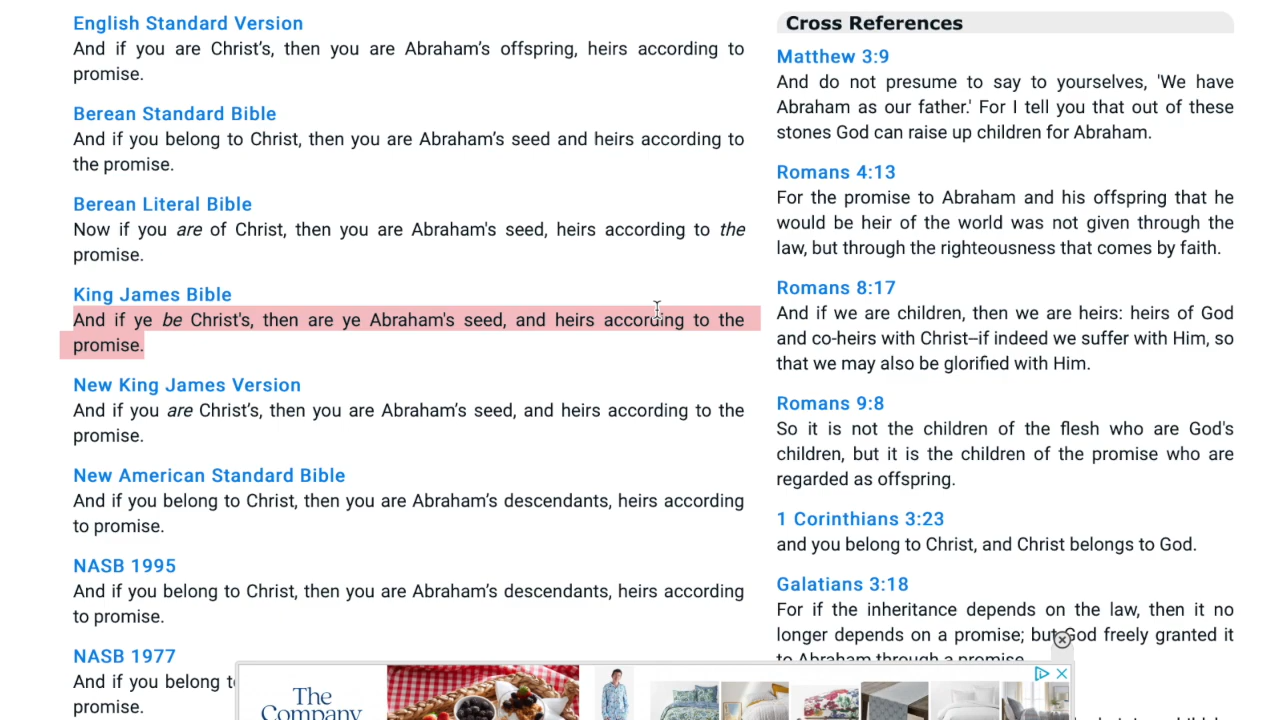 English Standard Version
And if you are Christ’s, then you are Abraham’s offspring, heirs according to
promise.
Berean Standard Bible
And if you belong to Christ, then you are Abraham’s seed and heirs according to
the promise.
Berean Literal Bible
Now if you are of Christ, then you are Abraham's seed, heirs according to the
promise.
King James Bible
And if ye be Christ's, then are ye Abraham's seed, and heirs according to the
promise.
New King James Version
And if you are Christ’s, then you are Abraham’s seed, and heirs according to the
promise.
New American Standard Bible
And if you belong to Christ, then you are Abraham’s descendants, heirs according
to promise.
NASB 1995
And if you belong to Christ, then you are Abraham’s descendants, heirs according
to promise.
NASB 1977
And if you belong
promise.
Cross References
Matthew 3:9
And do not presume to say to yourselves, 'We have
Abraham as our father.' For I tell you that out of these
stones God can raise up children for Abraham.
Romans 4:13
For the promise to Abraham and his offspring that he
would be heir of the world was not given through the
law, but through the righteousness that comes by faith.
Romans 8:17
And if we are children, then we are heirs: heirs of God
and co-heirs with Christ–if indeed we suffer with Him, so
that we may also be glorified with Him.
Romans 9:8
So it is not the children of the flesh who are God's
children, but it is the children of the promise who are
regarded as offspring.
1 Corinthians 3:23
and you belong to Christ, and Christ belongs to God.
Galatians 3:18
For if the inheritance depends on the law, then it no
longer depends on a promise; but God freely granted it
to Abraham through a promise
The
Company